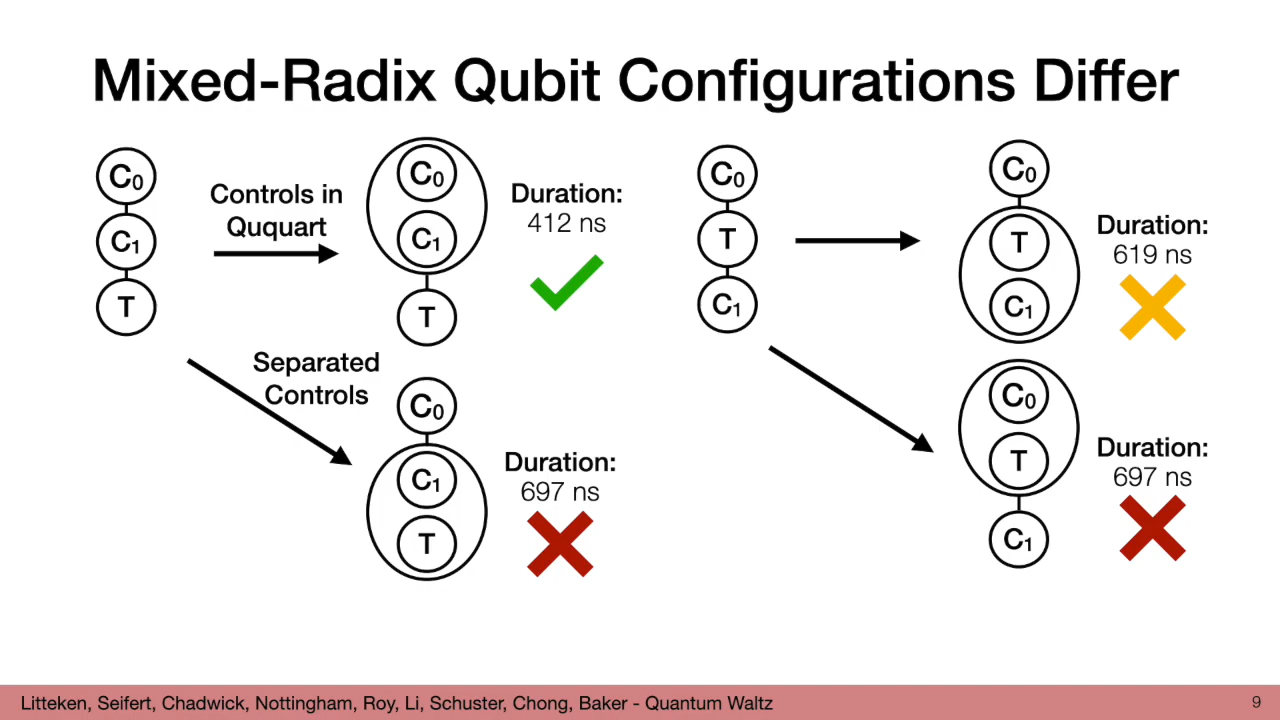 Mixed-Radix Qubit Configurations Differ
C₀
C₁
T
Controls in
Ququart
C₀
C₁
T
Duration:
412 ns
Separated
Controls
C₀
C₁
T
Duration:
697 ns
C₀
T
C₁
C₀
T
C₁
Duration:
619 ns
C₀
T
C₁
Duration:
697 ns
Litteken, Seifert, Chadwick, Nottingham, Roy, Li, Schuster, Chong, Baker - Quantum Waltz
9